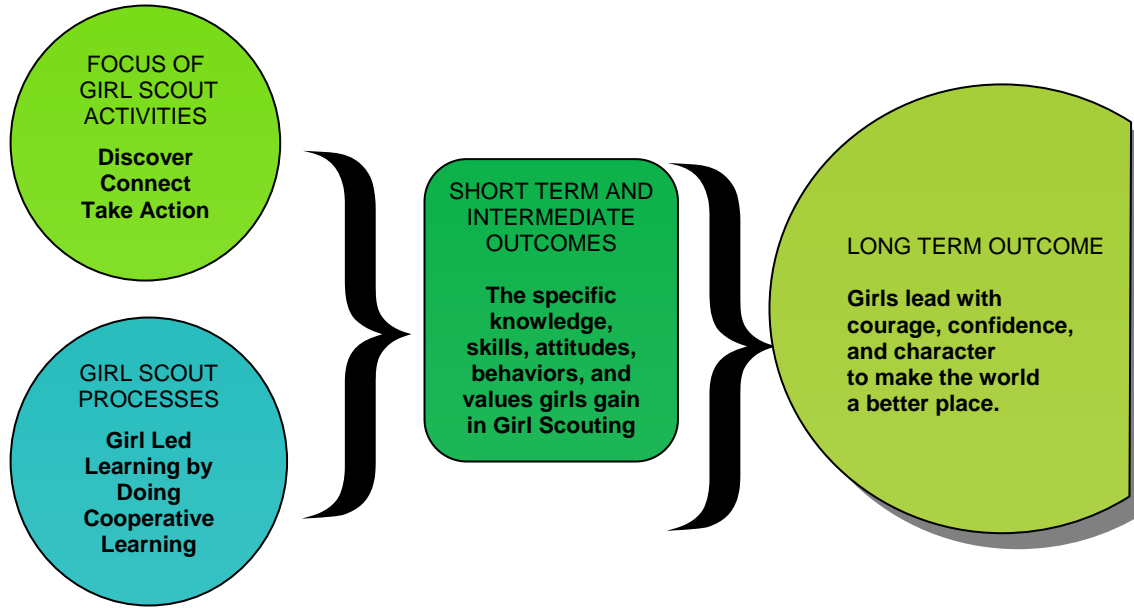 FOCUS OF
GIRL SCOUT
ACTIVITIES
Discover
Connect
Take Action
GIRL SCOUT
PROCESSES
Girl Led
Learning by
Doing
Cooperative
Learning
SHORT TERM AND
INTERMEDIATE
OUTCOMES
The specific
knowledge,
skills, attitudes,
behaviors, and
values girls gain
in Girl Scouting
LONG TERM OUTCOME
Girls lead with
courage, confidence,
and character
to make the world
a better place.